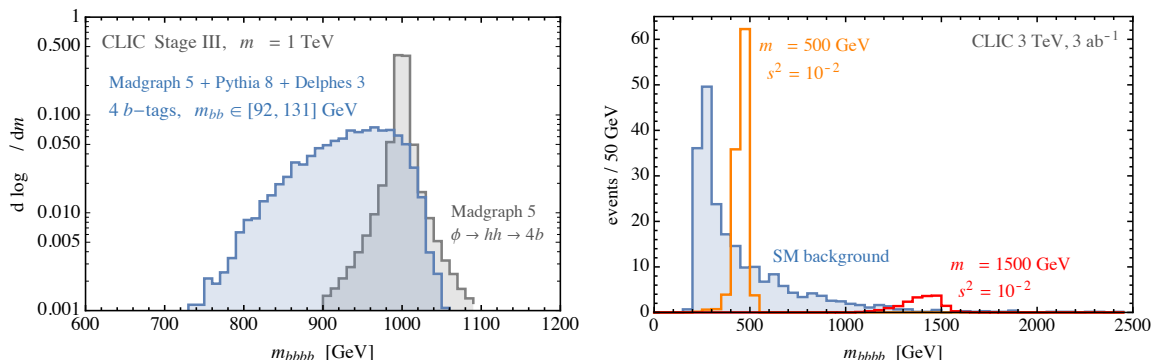 CLIC Stage III, m = 1 TeV
Madgraph 5 + Pythia 8 + Delphes 3
4 b−tags, m_bb ∈ [92, 131] GeV
Madgraph 5
ϕ → hh → 4b
d log / dm
1
0.500
0.100
0.050
0.010
0.005
0.001
600 700 800 900 1000 1100 1200
m_bbbb [GeV]
CLIC 3 TeV, 3 ab⁻¹
m = 500 GeV
s² = 10⁻²
SM background
m = 1500 GeV
s² = 10⁻²
events / 50 GeV
60
50
40
30
20
10
0
0 500 1000 1500 2000 2500
m_bbbb [GeV]